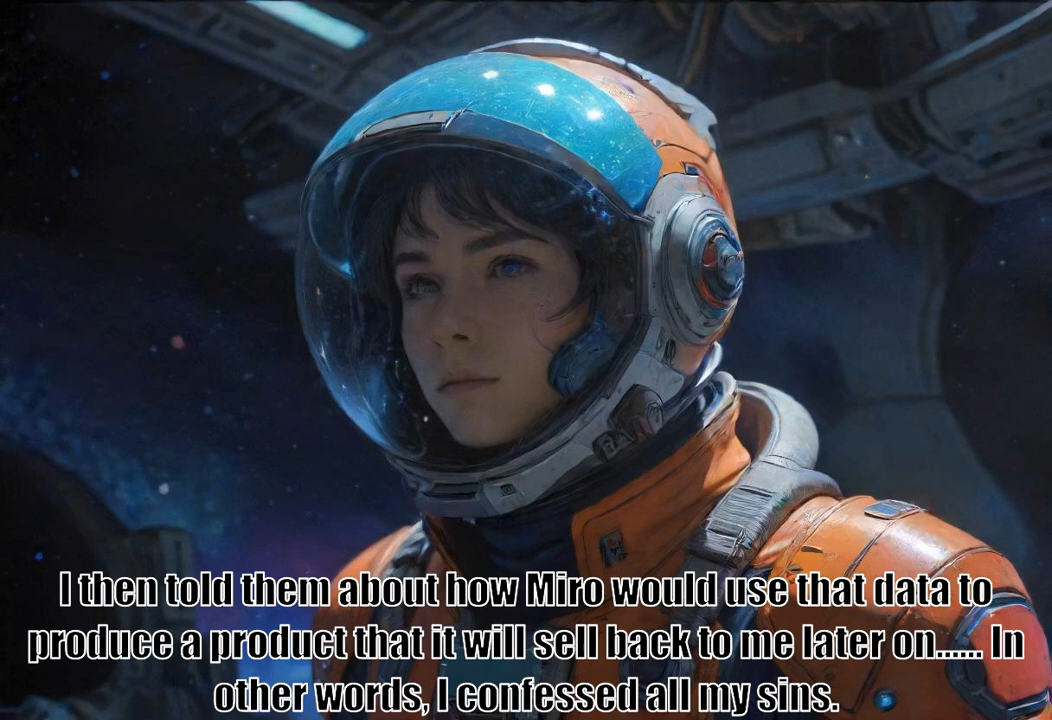 I then told them about how Miro would use that data to
produce a product that it will sell back to me later on...... In
other words, I confessed all my sins.